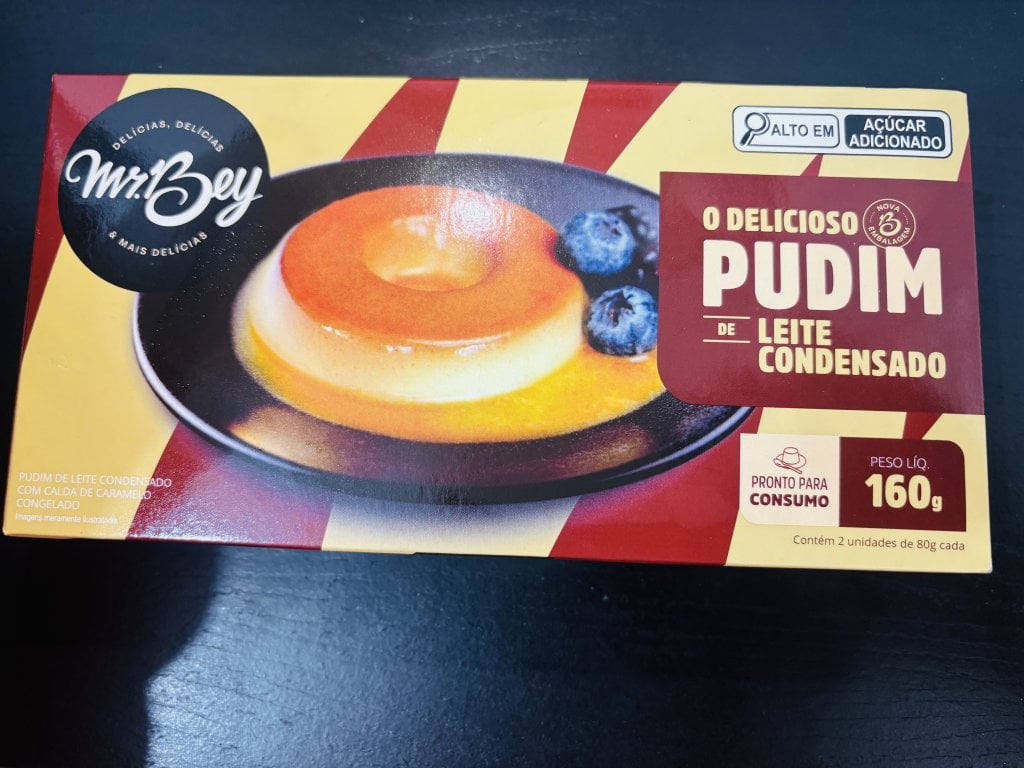 DELÍCIAS, DELÍCIAS
Mr.Bey
& MAIS DELÍCIAS
ALTO EM
AÇÚCAR
ADICIONADO
O DELICIOSO
NOVA
B
EMBALAGEM
PUDIM
DE
LEITE
CONDENSADO
PUDIM DE LEITE CONDENSADO
COM CALDA DE CARAMELO
CONGELADO
Imagens meramente ilustradas
PRONTO PARA
CONSUMO
PESO LÍQ.
160g
Contém 2 unidades de 80g cada